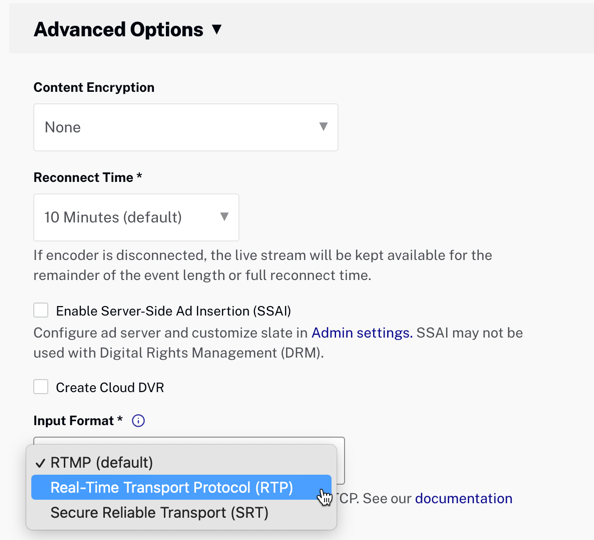 Advanced Options ▼
Content Encryption
None
Reconnect Time *
10 Minutes (default)
If encoder is disconnected, the live stream will be kept available for the
remainder of the event length or full reconnect time.
Enable Server-Side Ad Insertion (SSAI)
Configure ad server and customize slate in Admin settings. SSAI may not be
used with Digital Rights Management (DRM).
Create Cloud DVR
Input Format *
✓ RTMP (default)
Real-Time Transport Protocol (RTP)
CP. See our documentation
Secure Reliable Transport (SRT)